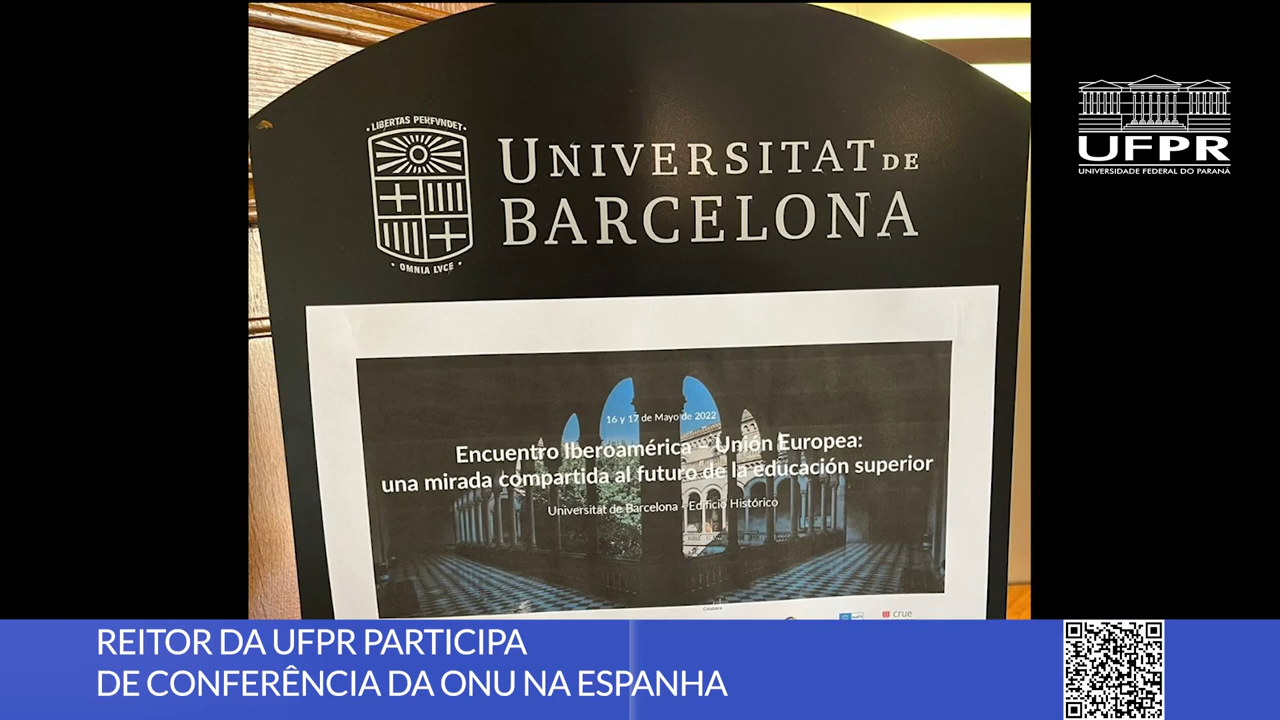 LIBERTAS PERFVNDET
UNIVERSITAT DE
BARCELONA
OMNIA LVCE
UFPR
UNIVERSIDADE FEDERAL DO PARANÁ
16 y 17 de Mayo de 2022
Encuentro Iberoamérica - Unión Europea:
una mirada compartida al futuro de la educación superior
Universitat de Barcelona - Edificio Histórico
Colabora
crue
REITOR DA UFPR PARTICIPA
DE CONFERÊNCIA DA ONU NA ESPANHA